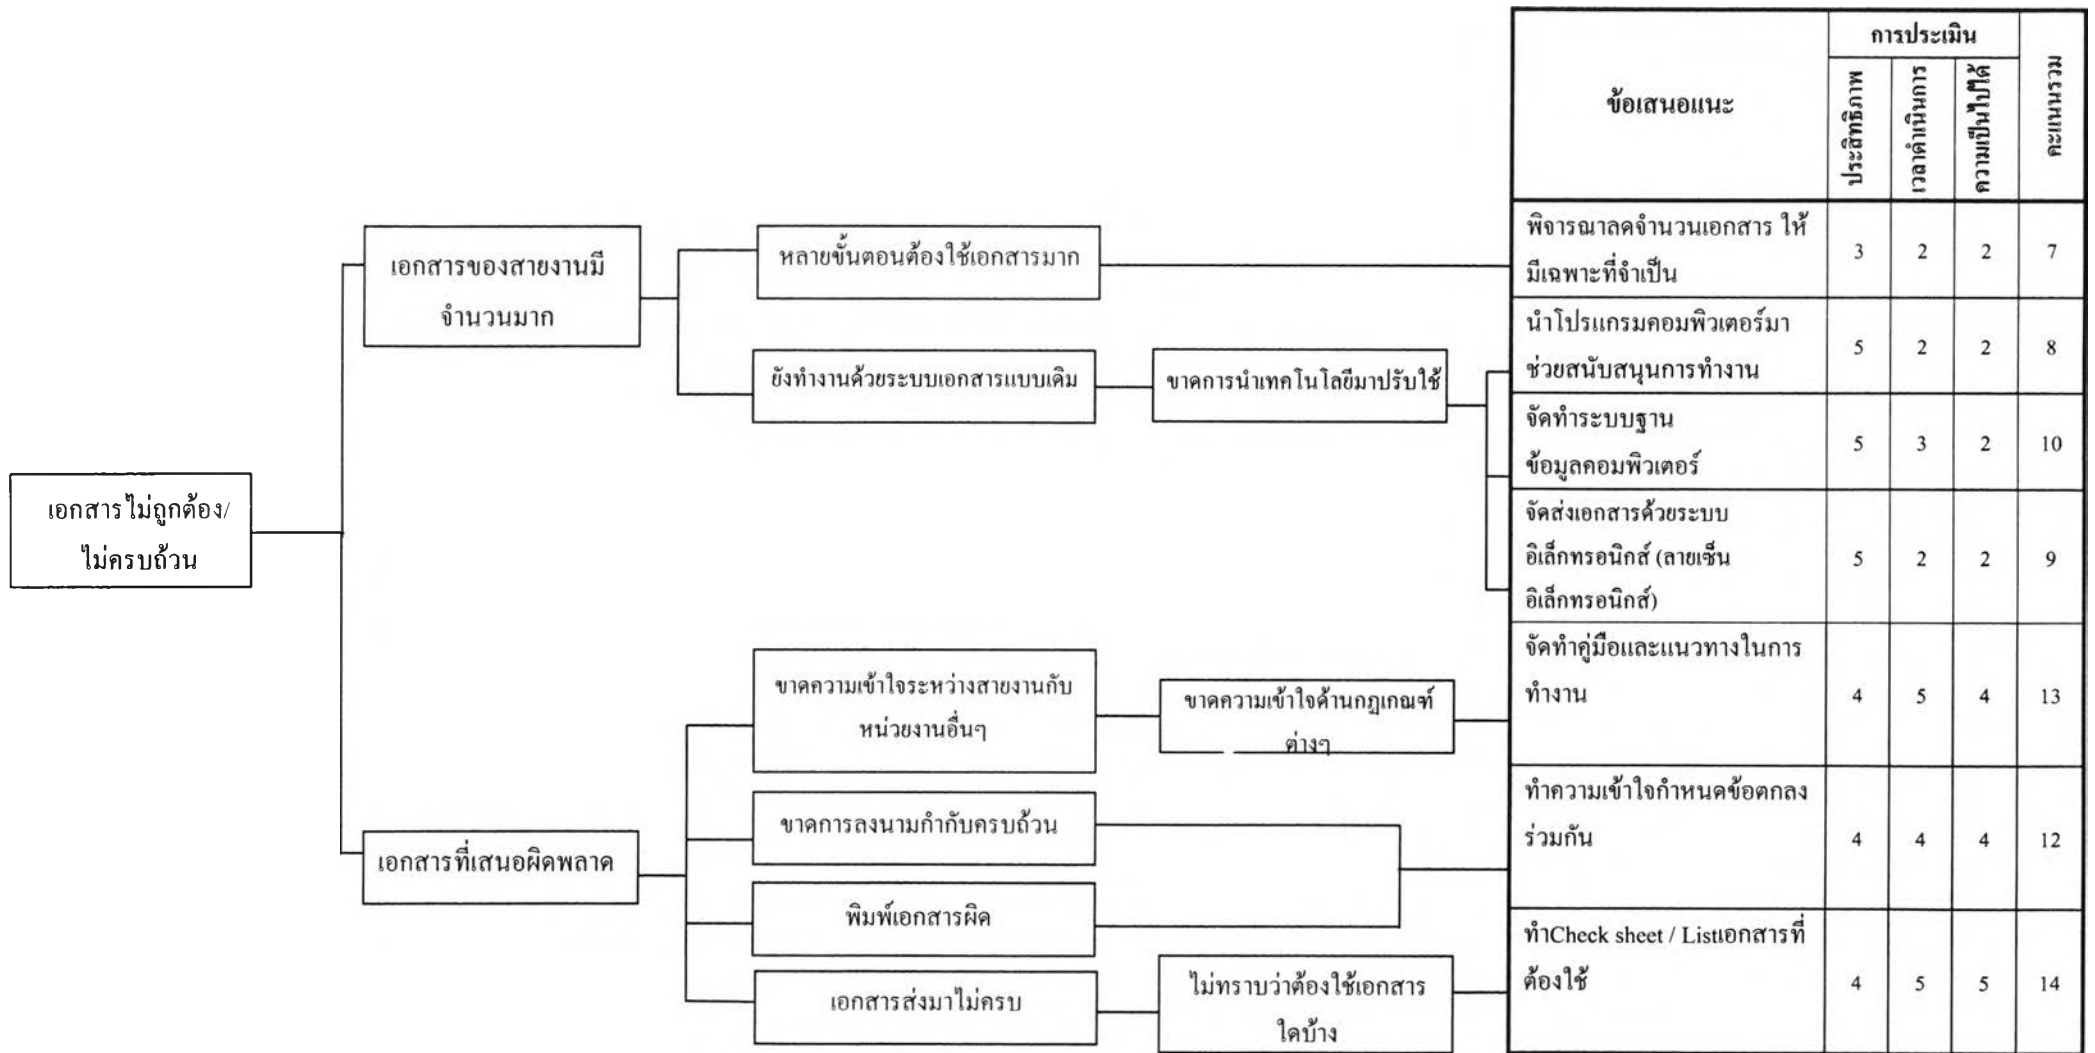 ข้อเสนอแนะ
การประเมิน
ประสิทธิภาพ
เวลาดำเนินการ
ความเป็นไปได้
คะแนนรวม
เอกสารไม่ถูกต้อง/
ไม่ครบถ้วน
เอกสารของสายงานมี
จำนวนมาก
หลายขั้นตอนต้องใช้เอกสารมาก
ยังทำงานด้วยระบบเอกสารแบบเดิม
ขาดการนำเทคโนโลยีมาปรับใช้
เอกสารที่เสนอผิดพลาด
ขาดความเข้าใจระหว่างสายงานกับ
หน่วยงานอื่นๆ
ขาดความเข้าใจด้านกฎเกณฑ์
ต่างๆ
ขาดการลงนามกำกับครบถ้วน
พิมพ์เอกสารผิด
เอกสารส่งมาไม่ครบ
ไม่ทราบว่าต้องใช้เอกสาร
ใดบ้าง
พิจารณาลดจำนวนเอกสาร ให้
มีเฉพาะที่จำเป็น
3 2 2 7
นำโปรแกรมคอมพิวเตอร์มา
ช่วยสนับสนุนการทำงาน
5 2 2 8
จัดทำระบบฐาน
ข้อมูลคอมพิวเตอร์
5 3 2 10
จัดส่งเอกสารด้วยระบบ
อิเล็กทรอนิกส์ (ลายเซ็น
อิเล็กทรอนิกส์)
5 2 2 9
จัดทำคู่มือและแนวทางในการ
ทำงาน
4 5 4 13
ทำความเข้าใจกำหนดข้อตกลง
ร่วมกัน
4 4 4 12
ทำCheck sheet / Listเอกสารที่
ต้องใช้
4 5 5 14